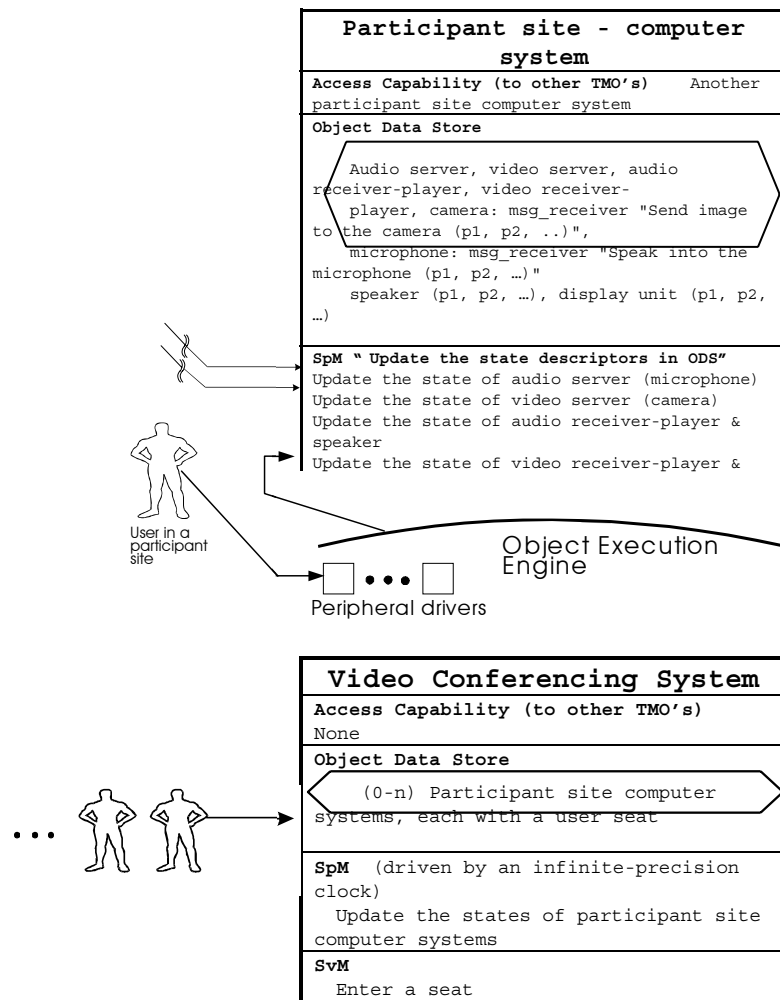 Participant site - computer
system
Access Capability (to other TMO's) Another
participant site computer system
Object Data Store
Audio server, video server, audio
receiver-player, video receiver-
player, camera: msg_receiver "Send image
to the camera (p1, p2, ..)",
microphone: msg_receiver "Speak into the
microphone (p1, p2, …)"
speaker (p1, p2, …), display unit (p1, p2,
…)
SpM “ Update the state descriptors in ODS”
Update the state of audio server (microphone)
Update the state of video server (camera)
Update the state of audio receiver-player &
speaker
Update the state of video receiver-player &
User in a
participant
site
Object Execution
Engine
Peripheral drivers
Video Conferencing System
Access Capability (to other TMO's)
None
Object Data Store
(0-n) Participant site computer
systems, each with a user seat
SpM (driven by an infinite-precision
clock)
Update the states of participant site
computer systems
SvM
Enter a seat